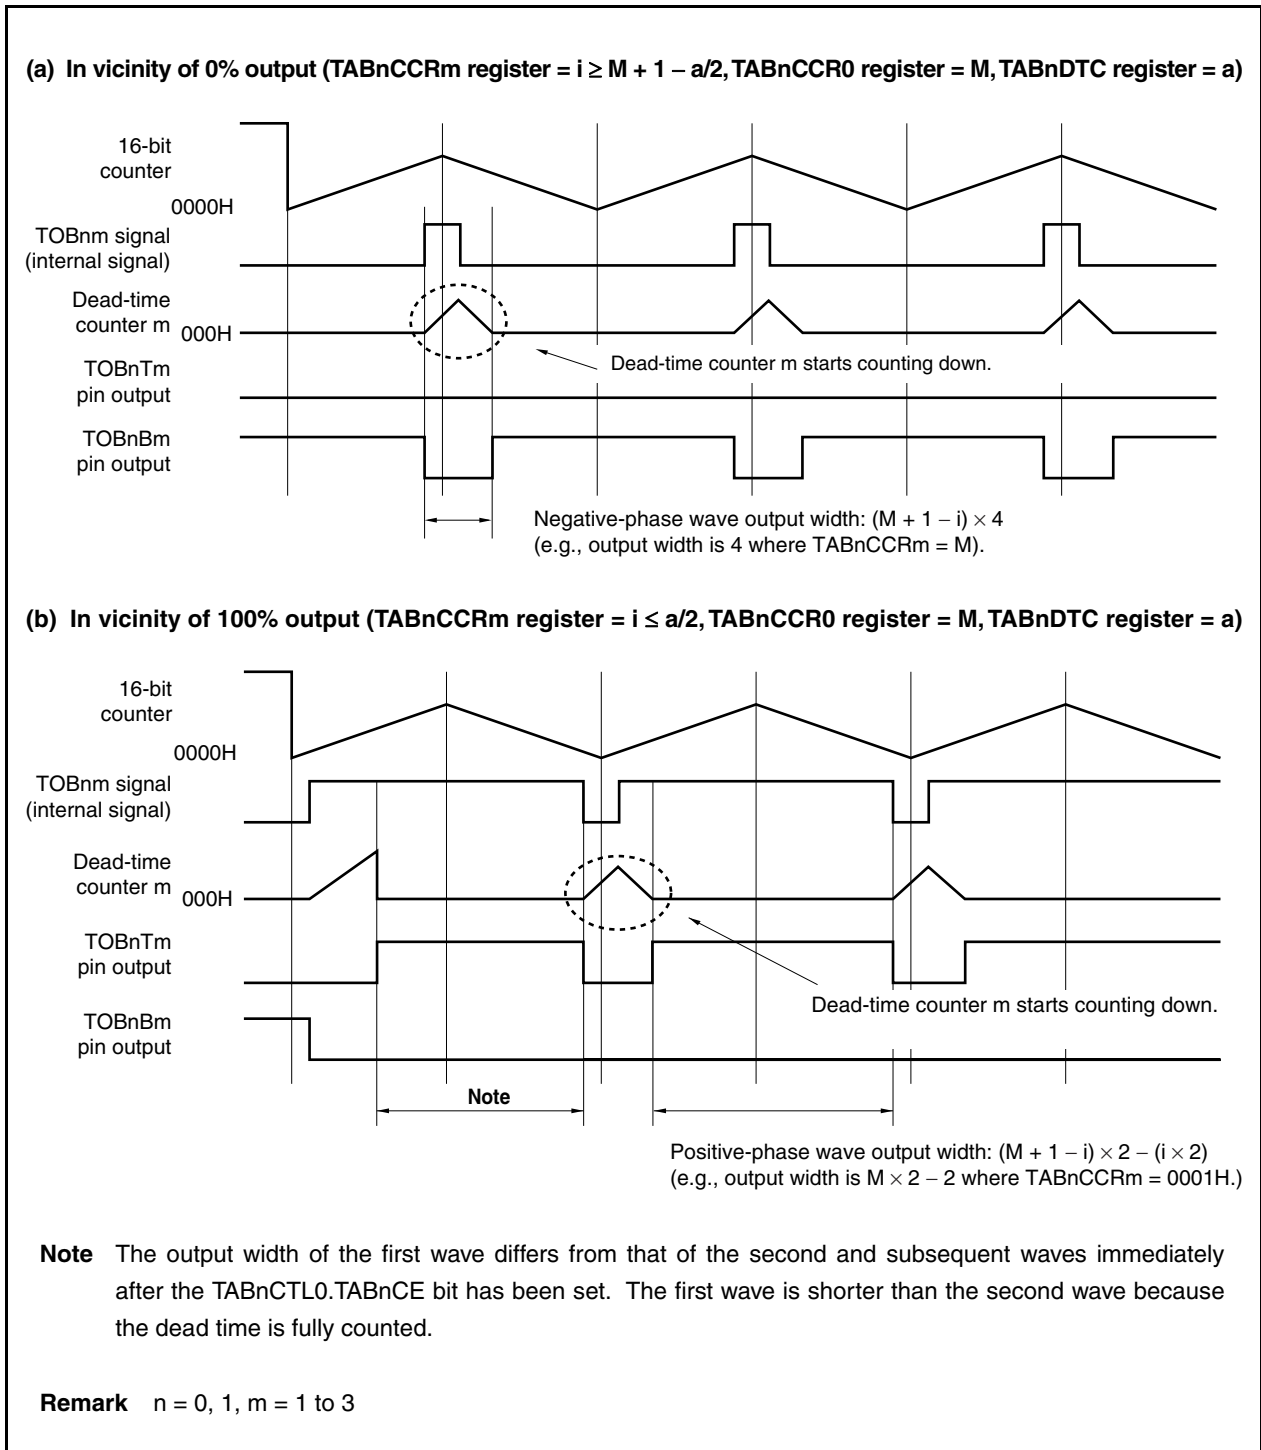 (a) In vicinity of 0% output (TABnCCRm register = i ≥ M + 1 – a/2, TABnCCR0 register = M, TABnDTC register = a)
16-bit
counter
0000H
TOBnm signal
(internal signal)
Dead-time
counter m
000H
Dead-time counter m starts counting down.
TOBnTm
pin output
TOBnBm
pin output
Negative-phase wave output width: (M + 1 – i) × 4
(e.g., output width is 4 where TABnCCRm = M).
(b) In vicinity of 100% output (TABnCCRm register = i ≤ a/2, TABnCCR0 register = M, TABnDTC register = a)
16-bit
counter
0000H
TOBnm signal
(internal signal)
Dead-time
counter m
000H
TOBnTm
pin output
Dead-time counter m starts counting down.
TOBnBm
pin output
Note
Positive-phase wave output width: (M + 1 – i) × 2 – (i × 2)
(e.g., output width is M × 2 – 2 where TABnCCRm = 0001H.)
Note The output width of the first wave differs from that of the second and subsequent waves immediately
after the TABnCTL0.TABnCE bit has been set. The first wave is shorter than the second wave because
the dead time is fully counted.
Remark n = 0, 1, m = 1 to 3